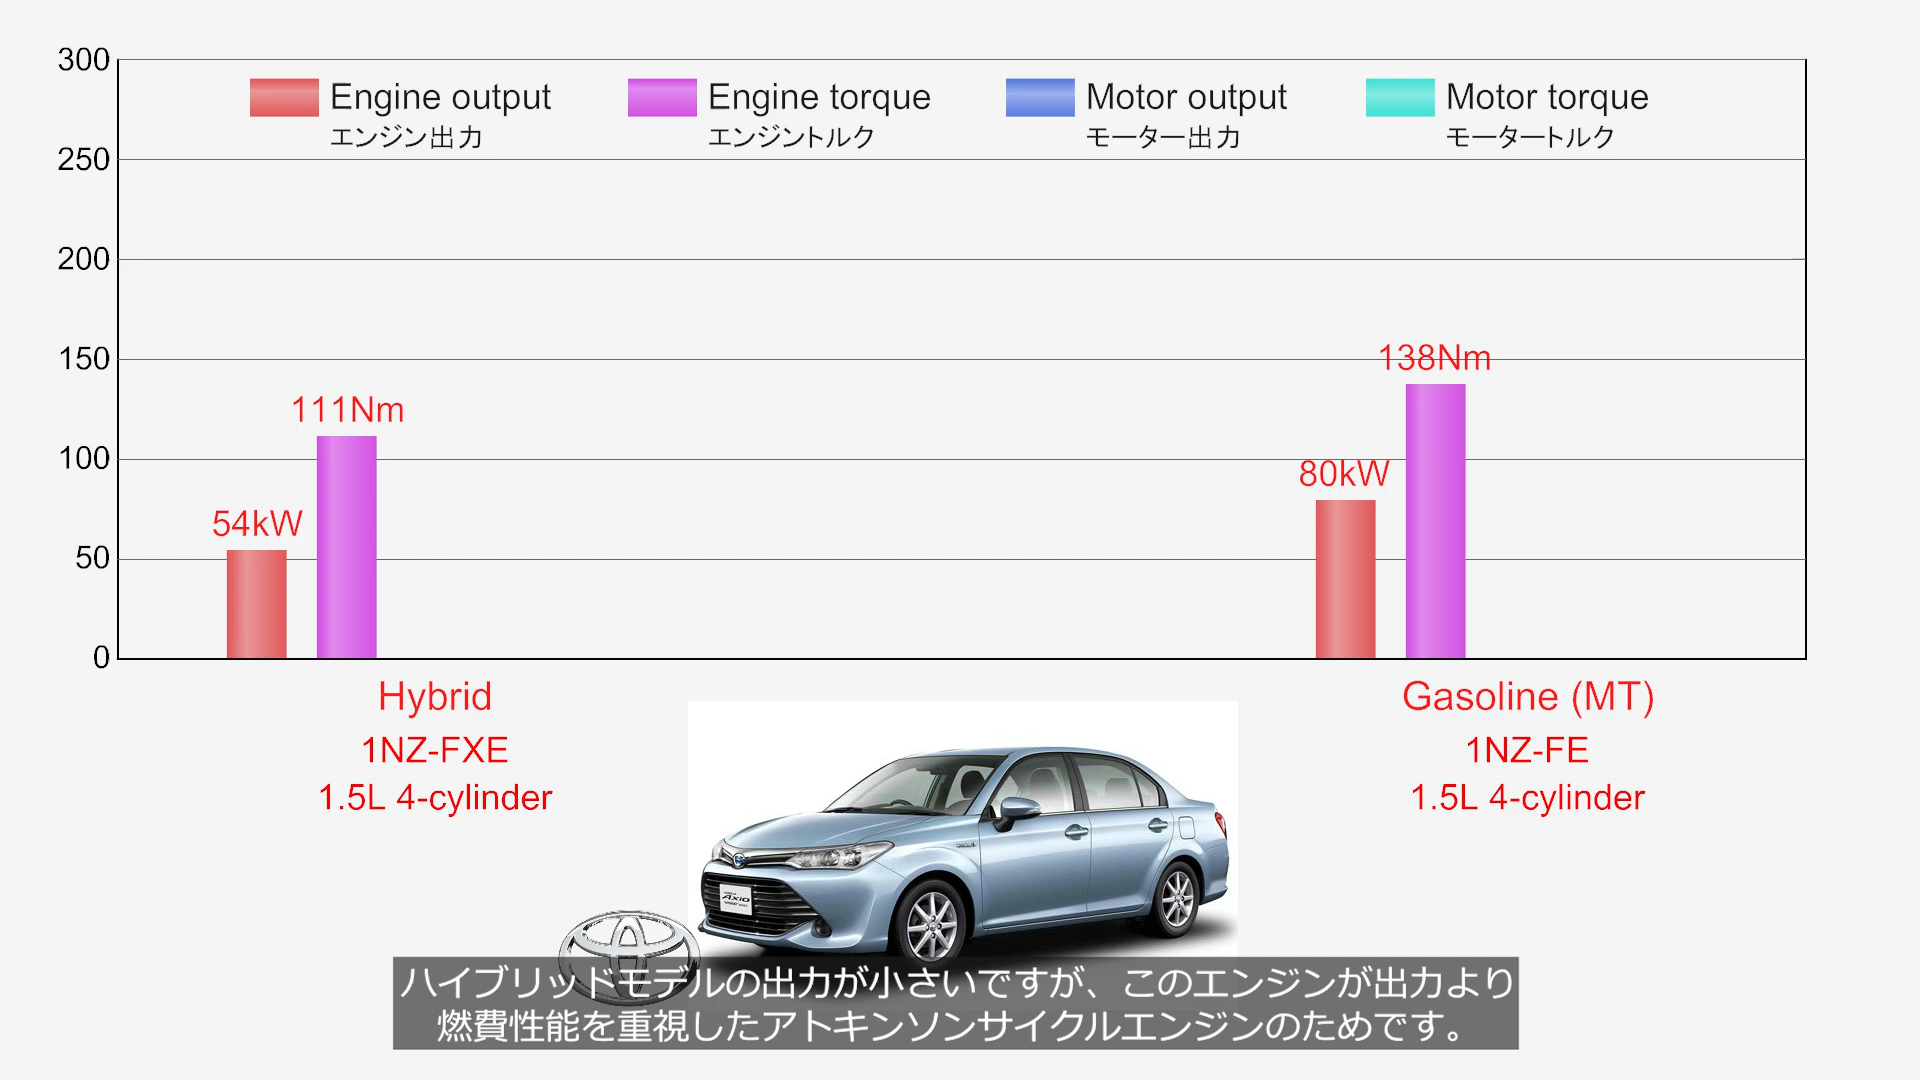 300
250
200
150
100
50
0
Engine output
エンジン出力
Engine torque
エンジントルク
Motor output
モーター出力
Motor torque
モータートルク
54kW
111Nm
80kW
138Nm
Hybrid
1NZ-FXE
1.5L 4-cylinder
Gasoline (MT)
1NZ-FE
1.5L 4-cylinder
Axio
ハイブリッドモデルの出力が小さいですが、このエンジンが出力より
燃費性能を重視したアトキンソンサイクルエンジンのためです。